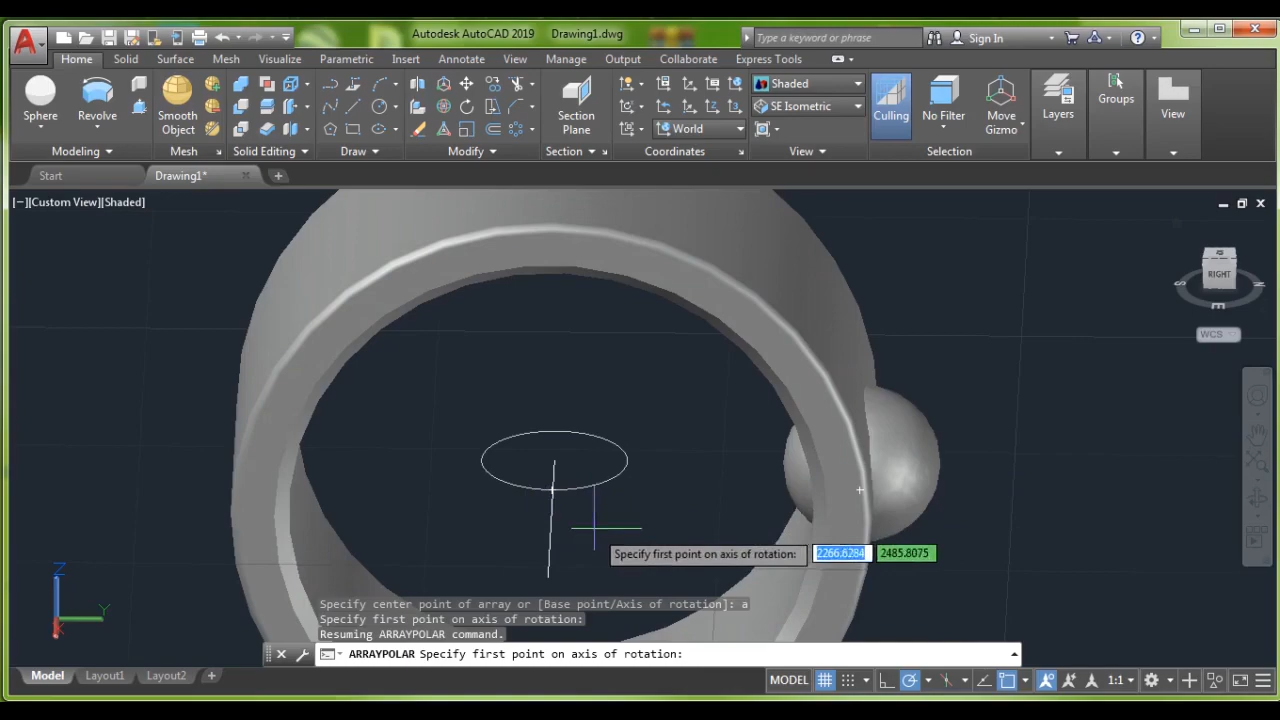 Autodesk AutoCAD 2019 Drawing1.dwg
Type a keyword or phrase
Sign In
Home Solid Surface Mesh Visualize Parametric Insert Annotate View Manage Output Collaborate Express Tools
Sphere
Revolve
Smooth
Object
Section
Plane
Shaded
SE Isometric
World
Culling
No Filter
Move
Gizmo
Layers
Groups
View
Modeling
Mesh
Solid Editing
Draw
Modify
Section
Coordinates
View
Selection
Start
Drawing1*
[−][Custom View][Shaded]
RIGHT
S
N
E
WCS
Specify first point on axis of rotation: 2266.6284 2485.8075
Z
Y
X
Specify center point of array or [Base point/Axis of rotation]: a
Specify first point on axis of rotation:
Resuming ARRAYPOLAR command.
ARRAYPOLAR Specify first point on axis of rotation:
Model Layout1 Layout2
MODEL
1:1